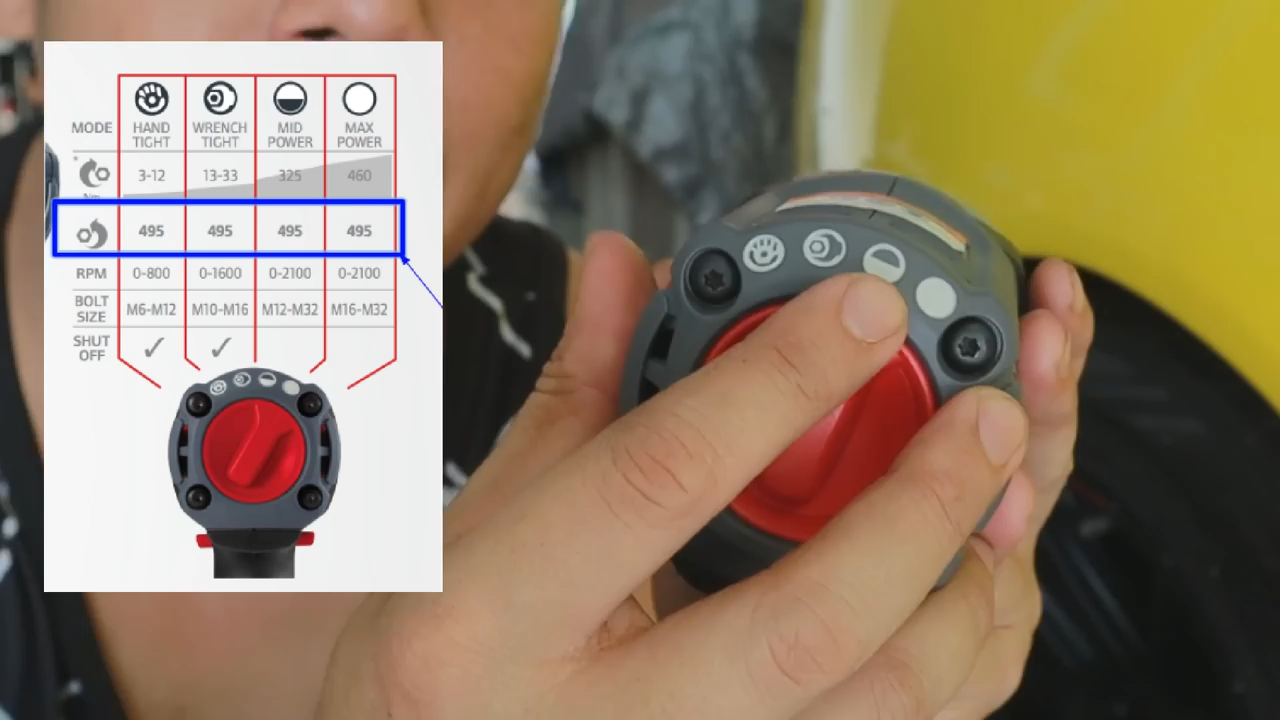 MODE HAND TIGHT WRENCH TIGHT MID POWER MAX POWER
3-12 13-33 325 460
Nm
495 495 495 495
RPM 0-800 0-1600 0-2100 0-2100
BOLT SIZE M6-M12 M10-M16 M12-M32 M16-M32
SHUT OFF ✓ ✓